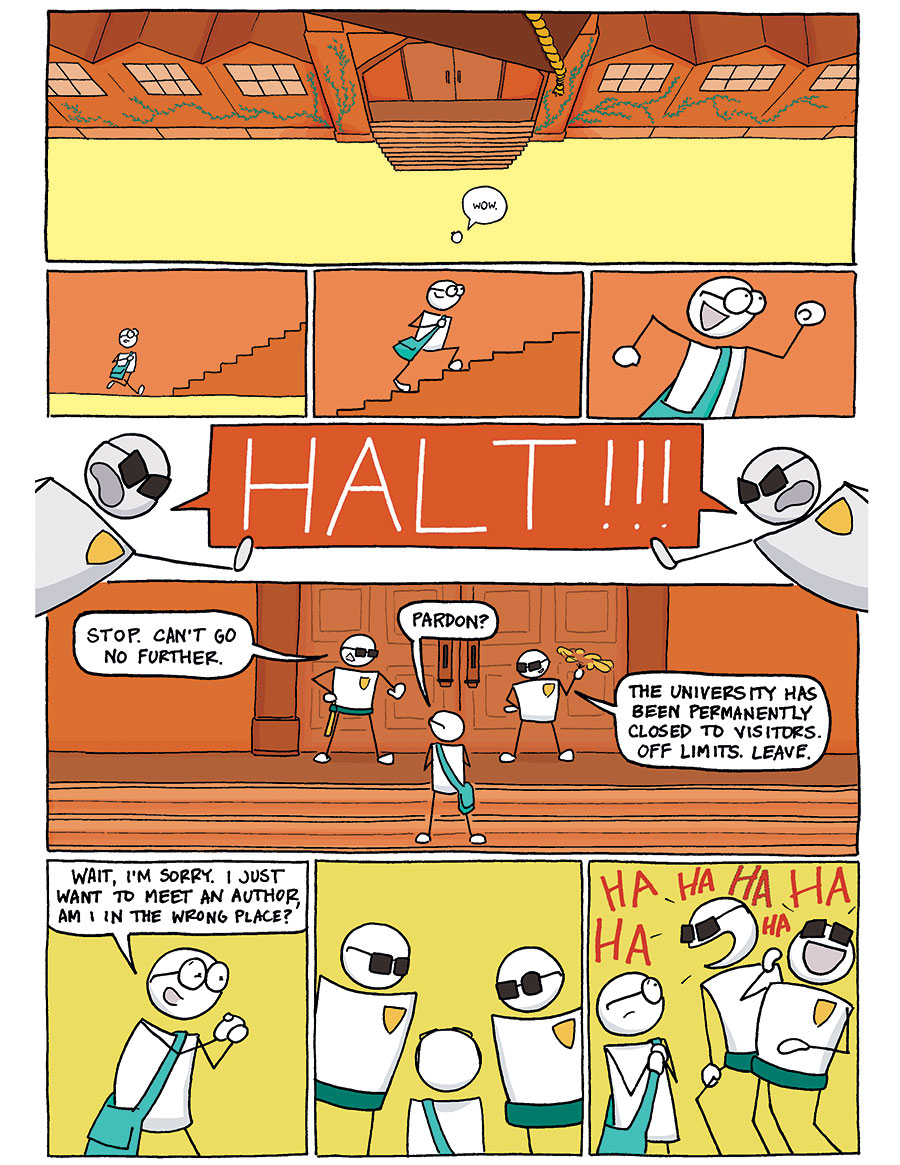 WOW.
HALT!!!
STOP. CAN'T GO
NO FURTHER.
PARDON?
THE UNIVERSITY HAS
BEEN PERMANENTLY
CLOSED TO VISITORS.
OFF LIMITS. LEAVE.
WAIT, I'M SORRY. I JUST
WANT TO MEET AN AUTHOR,
AM I IN THE WRONG PLACE?
HA HA HA HA
HA HA